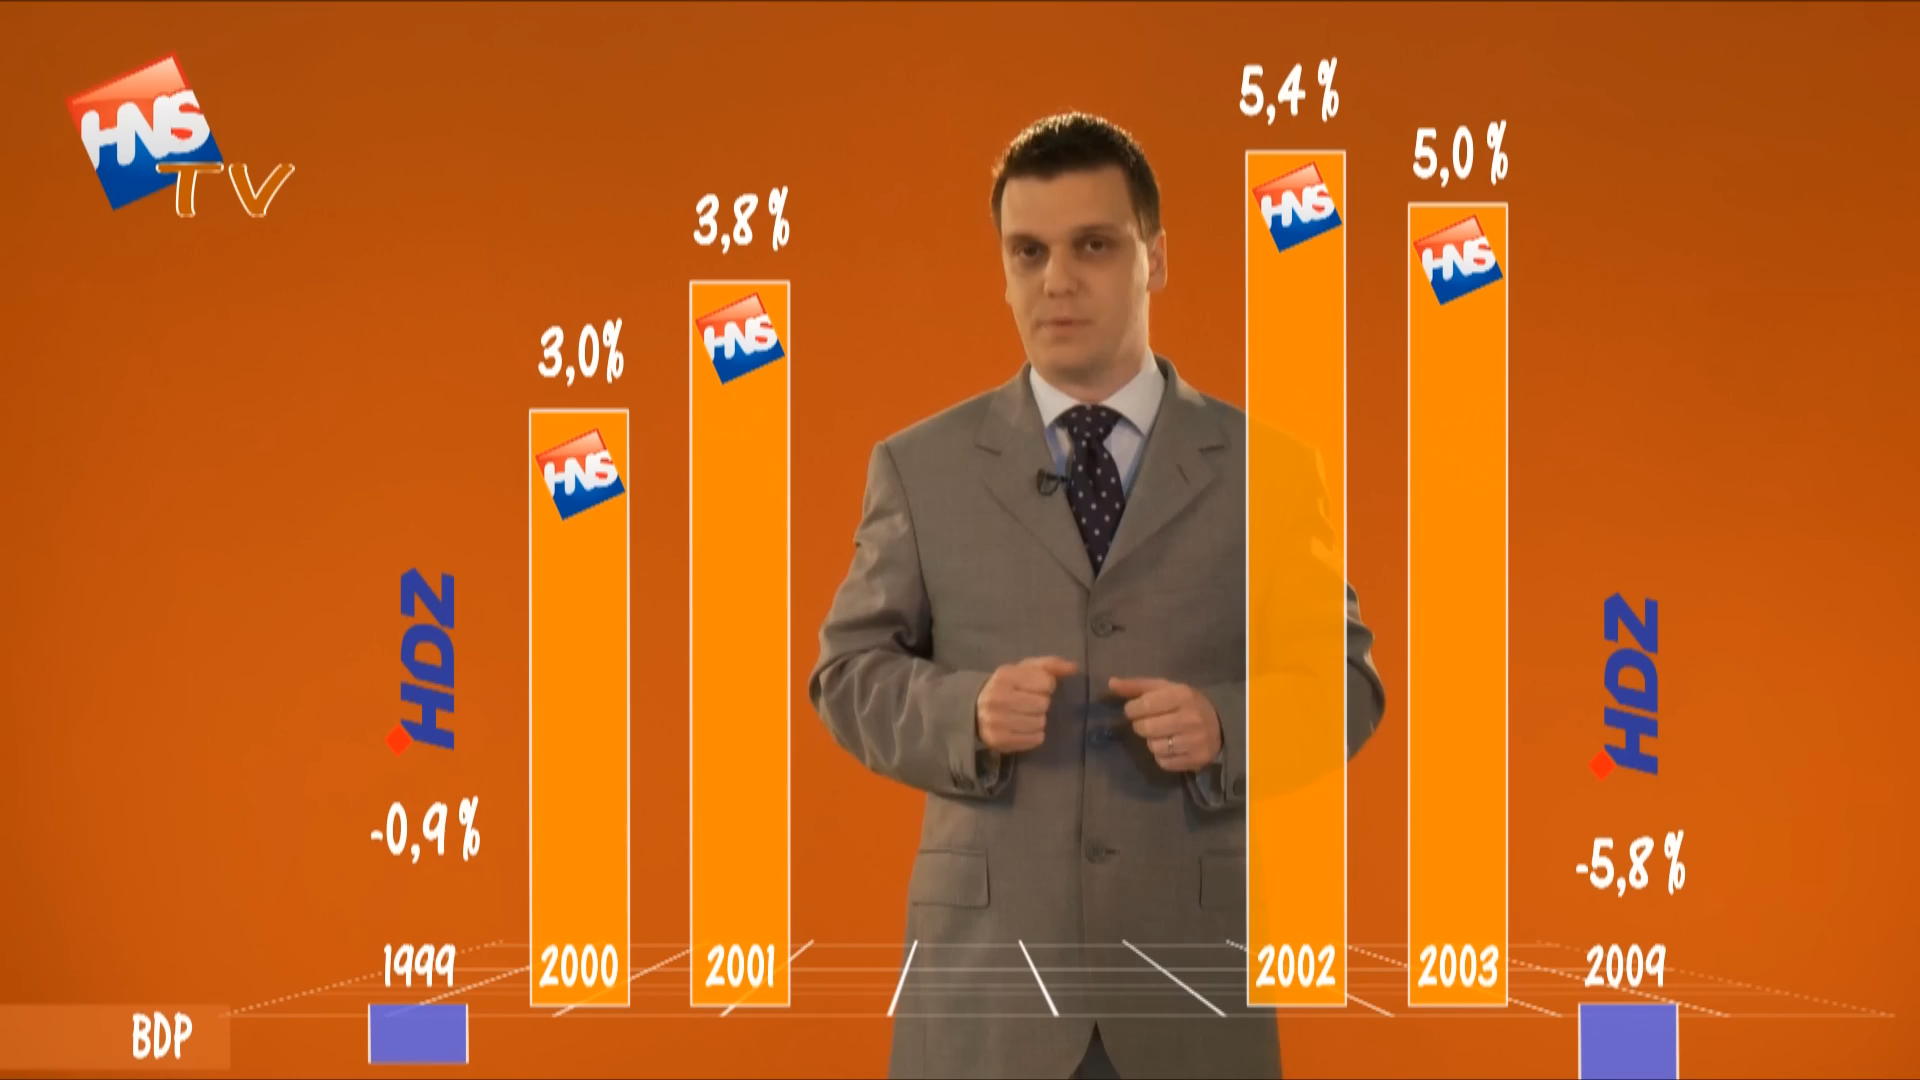 HNS
TV
HDZ
-0,9%
1999
3,0%
HNS
2000
3,8%
HNS
2001
5,4%
HNS
2002
5,0%
HNS
2003
HDZ
-5,8%
2009
BDP